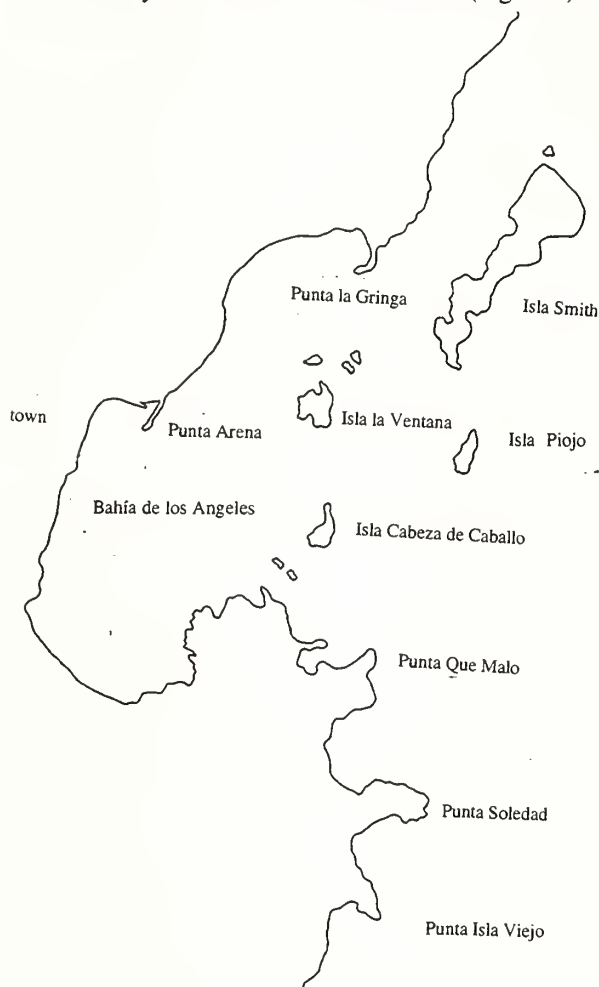 Punta la Gringa
Isla Smith
town
Punta Arena
Isla la Ventana
Isla Piojo
Bahía de los Angeles
Isla Cabeza de Caballo
Punta Que Malo
Punta Soledad
Punta Isla Viejo